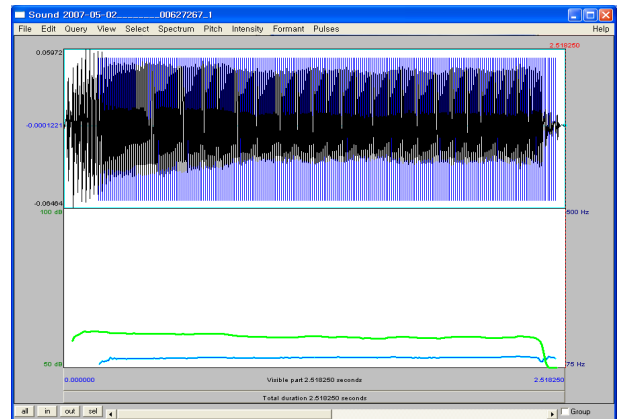 Sound 2007-05-02________00627267_1
File Edit Query View Select Spectrum Pitch Intensity Formant Pulses Help
2.518250
0.05972
-0.0001221
-0.06464
100 dB 500 Hz
50 dB 75 Hz
0.000000 Visible part 2.518250 seconds 2.518250
Total duration 2.518250 seconds
all in out sel Group